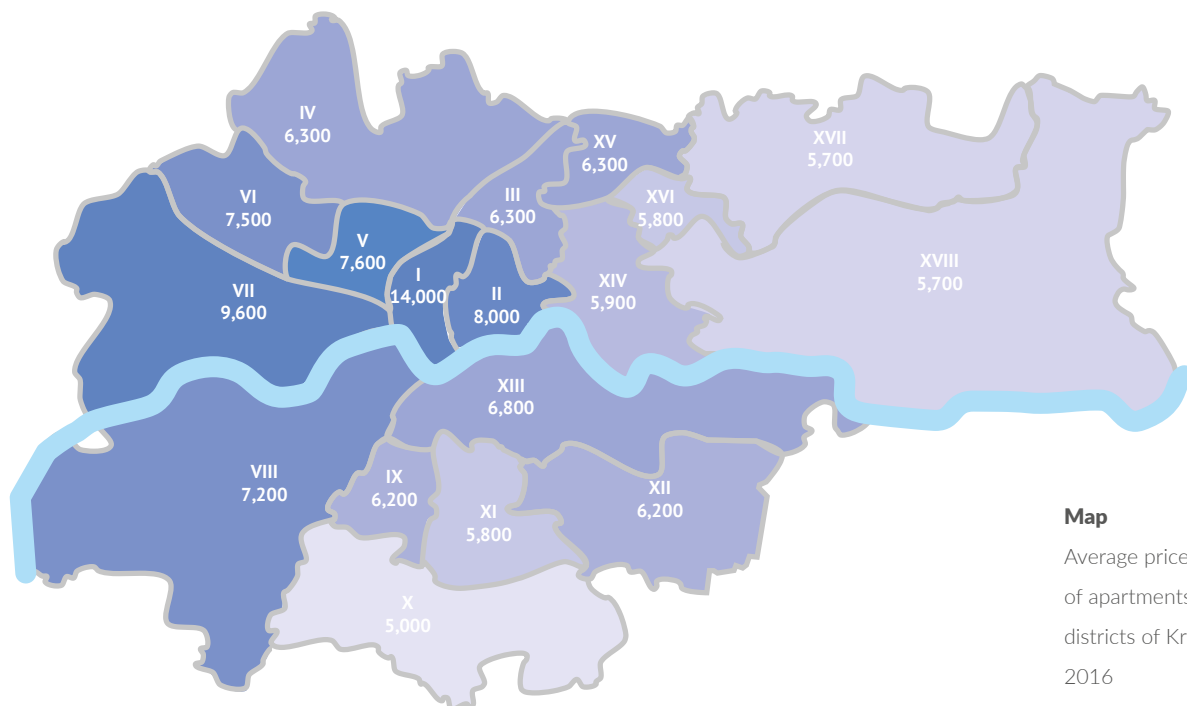 IV
6,300
XV
6,300
XVII
5,700
VI
7,500
III
6,300
XVI
5,800
V
7,600
I
14,000
II
8,000
XIV
5,900
XVIII
5,700
VII
9,600
XIII
6,800
VIII
7,200
IX
6,200
XI
5,800
XII
6,200
X
5,000
Map
Average price
of apartments
districts of Kr
2016